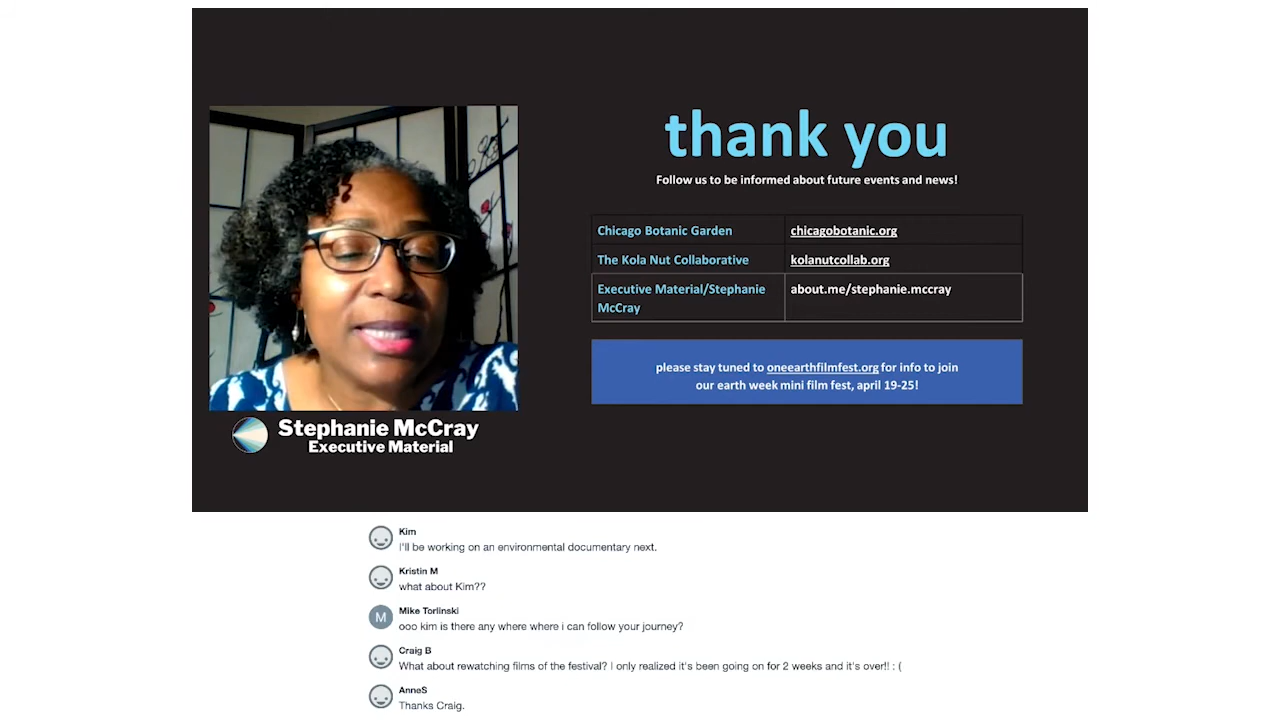 thank you
Follow us to be informed about future events and news!
Chicago Botanic Garden
chicagobotanic.org
The Kola Nut Collaborative
kolanutcollab.org
Executive Material/Stephanie
McCray
about.me/stephanie.mccray
please stay tuned to oneearthfilmfest.org for info to join
our earth week mini film fest, april 19-25!
Stephanie McCray
Executive Material
Kim
I'll be working on an environmental documentary next.
Kristin M
what about Kim??
M
Mike Torlinski
ooo kim is there any where where i can follow your journey?
Craig B
What about rewatching films of the festival? I only realized it's been going on for 2 weeks and it's over!! : (
AnneS
Thanks Craig.